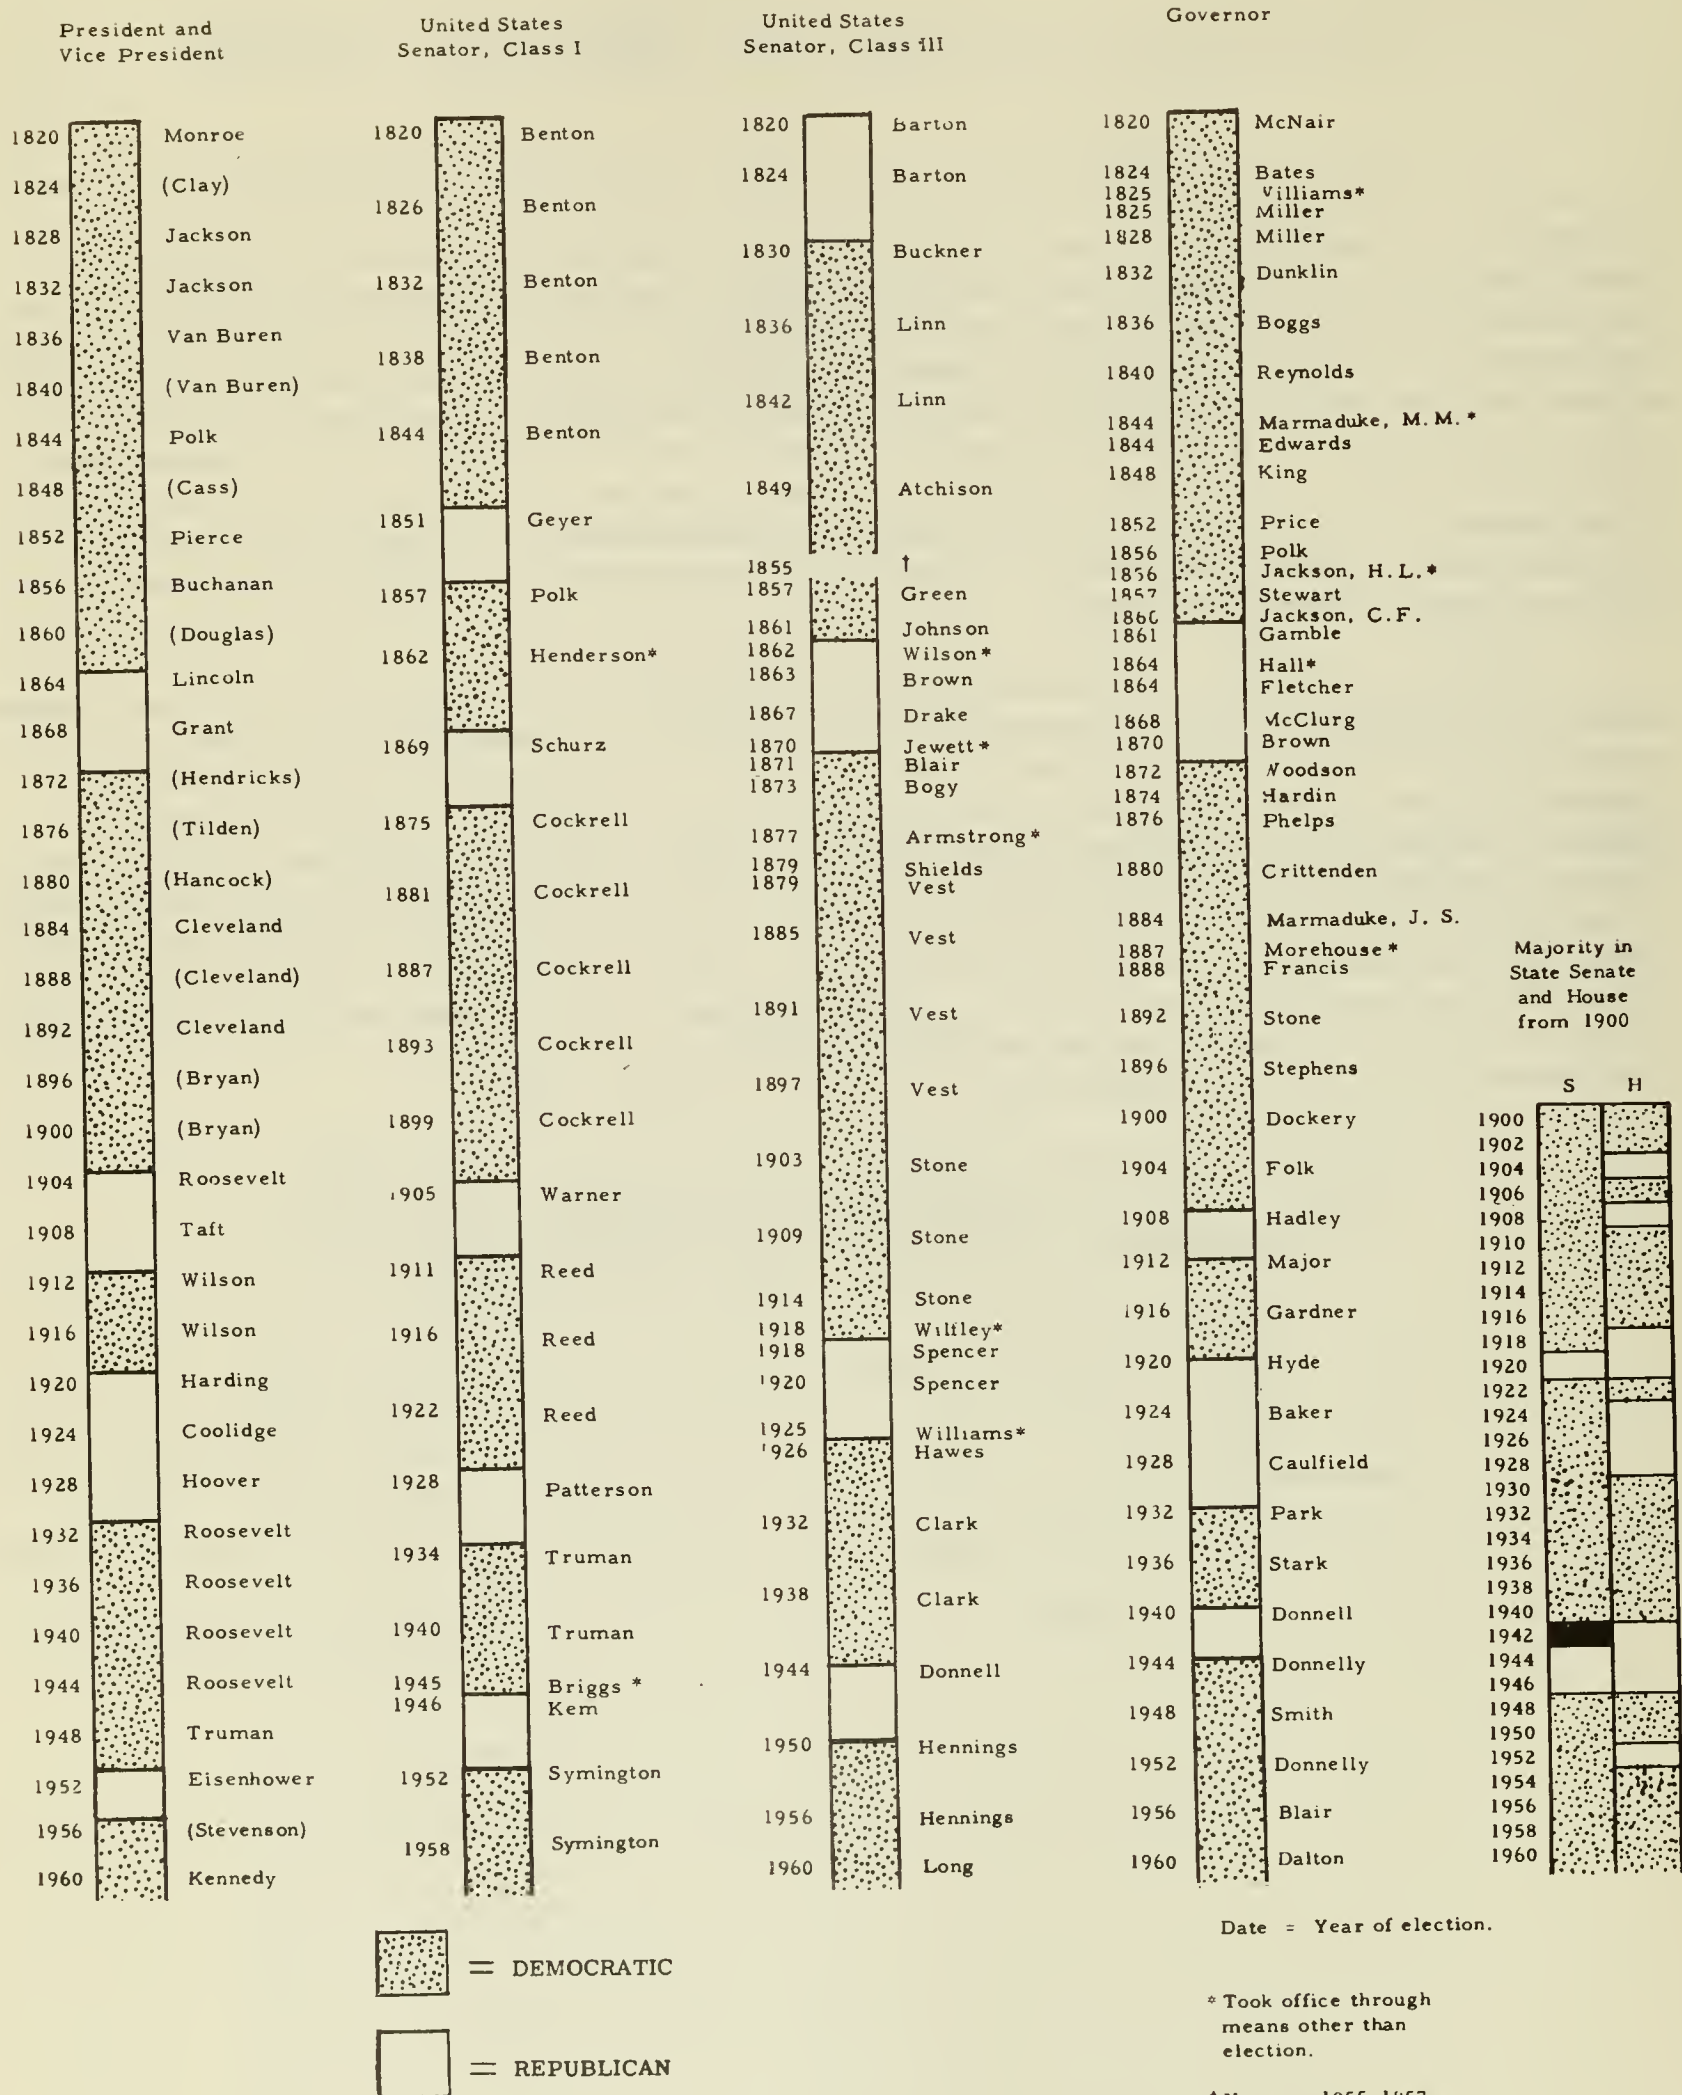 President and
Vice President
1820 Monroe
1824 (Clay)
1828 Jackson
1832 Jackson
1836 Van Buren
1840 (Van Buren)
1844 Polk
1848 (Cass)
1852 Pierce
1856 Buchanan
1860 (Douglas)
1864 Lincoln
1868 Grant
1872 (Hendricks)
1876 (Tilden)
1880 (Hancock)
1884 Cleveland
1888 (Cleveland)
1892 Cleveland
1896 (Bryan)
1900 (Bryan)
1904 Roosevelt
1908 Taft
1912 Wilson
1916 Wilson
1920 Harding
1924 Coolidge
1928 Hoover
1932 Roosevelt
1936 Roosevelt
1940 Roosevelt
1944 Roosevelt
1948 Truman
1952 Eisenhower
1956 (Stevenson)
1960 Kennedy
United States
Senator, Class I
1820 Benton
1826 Benton
1832 Benton
1838 Benton
1844 Benton
1851 Geyer
1857 Polk
1862 Henderson*
1869 Schurz
1875 Cockrell
1881 Cockrell
1887 Cockrell
1893 Cockrell
1899 Cockrell
1905 Warner
1911 Reed
1916 Reed
1922 Reed
1928 Patterson
1934 Truman
1940 Truman
1945 Briggs *
1946 Kem
1952 Symington
1958 Symington
United States
Senator, Class III
1820 Barton
1824 Barton
1830 Buckner
1836 Linn
1842 Linn
1849 Atchison
1855 †
1857 Green
1861 Johnson
1862 Wilson*
1863 Brown
1867 Drake
1870 Jewett*
1871 Blair
1873 Bogy
1877 Armstrong*
1879 Shields
1879 Vest
1885 Vest
1891 Vest
1897 Vest
1903 Stone
1909 Stone
1914 Stone
1918 Wilfley*
1918 Spencer
1920 Spencer
1925 Williams*
1926 Hawes
1932 Clark
1938 Clark
1944 Donnell
1950 Hennings
1956 Hennings
1960 Long
Governor
1820 McNair
1824 Bates
1825 Williams*
1825 Miller
1828 Miller
1832 Dunklin
1836 Boggs
1840 Reynolds
1844 Marmaduke, M. M. *
1844 Edwards
1848 King
1852 Price
1856 Polk
1856 Jackson, H. L. *
1857 Stewart
1860 Jackson, C. F.
1861 Gamble
1864 Hall*
1864 Fletcher
1868 McClurg
1870 Brown
1872 Woodson
1874 Hardin
1876 Phelps
1880 Crittenden
1884 Marmaduke, J. S.
1887 Morehouse *
1888 Francis
1892 Stone
1896 Stephens
1900 Dockery
1904 Folk
1908 Hadley
1912 Major
1916 Gardner
1920 Hyde
1924 Baker
1928 Caulfield
1932 Park
1936 Stark
1940 Donnell
1944 Donnelly
1948 Smith
1952 Donnelly
1956 Blair
1960 Dalton
Majority in
State Senate
and House
from 1900
S H
1900
1902
1904
1906
1908
1910
1912
1914
1916
1918
1920
1922
1924
1926
1928
1930
1932
1934
1936
1938
1940
1942
1944
1946
1948
1950
1952
1954
1956
1958
1960
= DEMOCRATIC
= REPUBLICAN
Date = Year of election.
* Took office through
means other than
election.